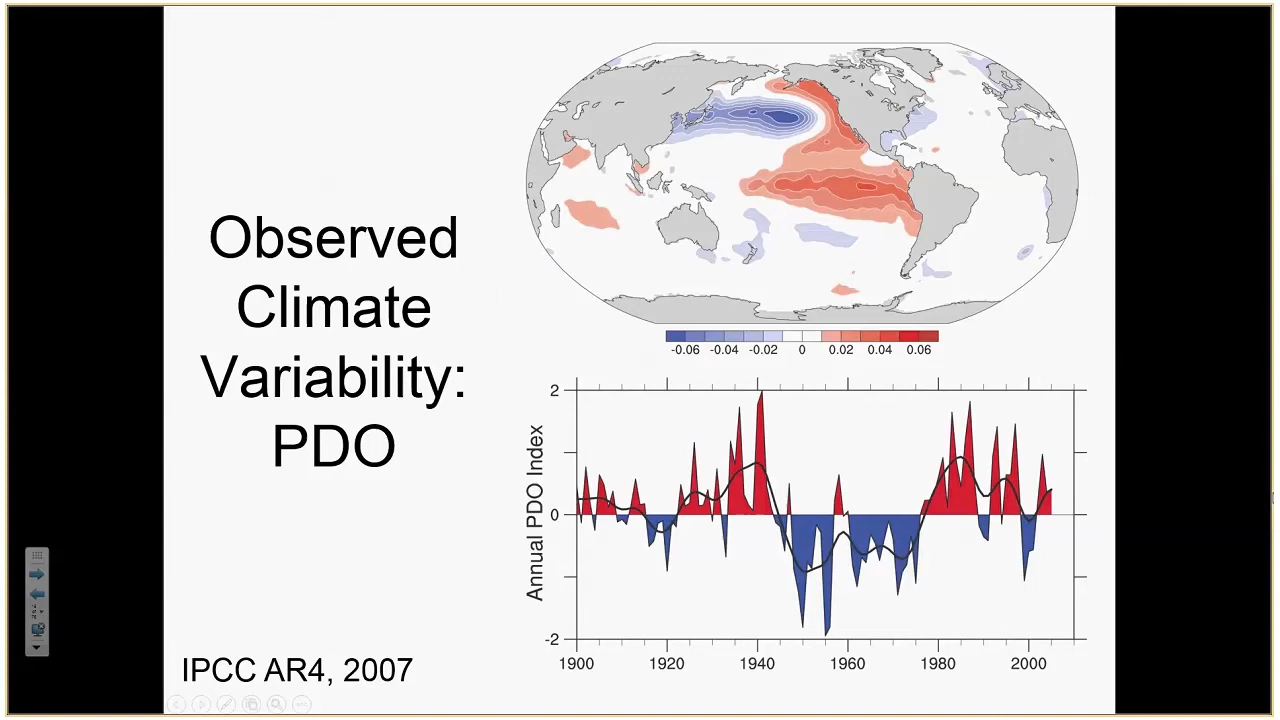 Observed
Climate
Variability:
PDO
IPCC AR4, 2007
-0.06 -0.04 -0.02 0 0.02 0.04 0.06
Annual PDO Index
2
0
-2
1900 1920 1940 1960 1980 2000